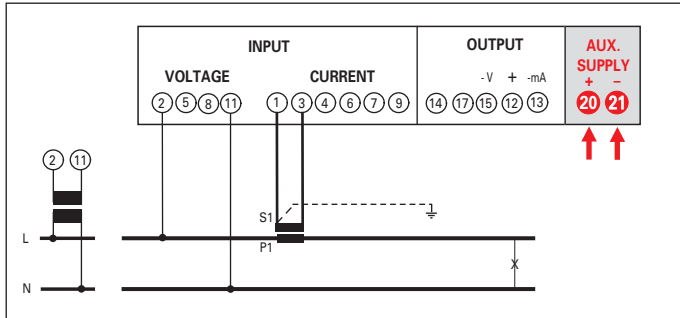 INPUT
OUTPUT
AUX.
SUPPLY
VOLTAGE
CURRENT
- V + -mA
+ –
2 5 8 11
1 3 4 6 7 9
14 17 15 12 13
20 21
2 11
S1
L
P1
X
N